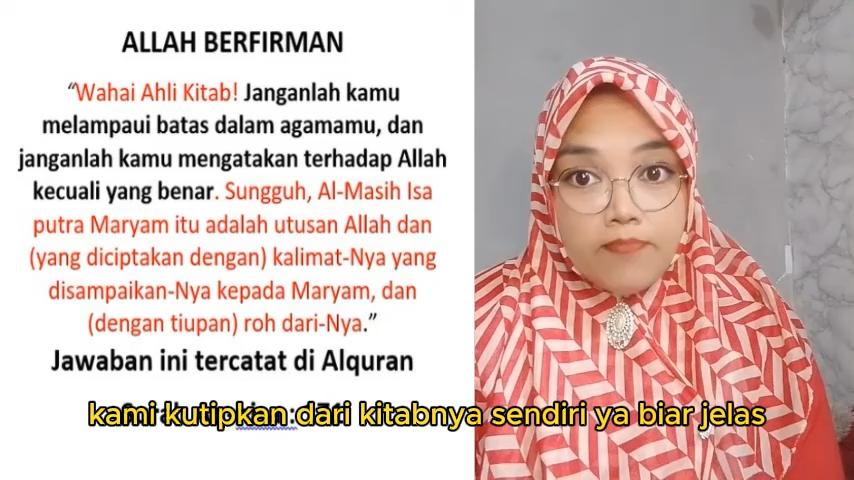 ALLAH BERFIRMAN
“Wahai Ahli Kitab! Janganlah kamu
melampaui batas dalam agamamu, dan
janganlah kamu mengatakan terhadap Allah
kecuali yang benar. Sungguh, Al-Masih Isa
putra Maryam itu adalah utusan Allah dan
(yang diciptakan dengan) kalimat-Nya yang
disampaikan-Nya kepada Maryam, dan
(dengan tiupan) roh dari-Nya.”
Jawaban ini tercatat di Alquran
kami kutipkan dari kitabnya sendiri ya biar jelas